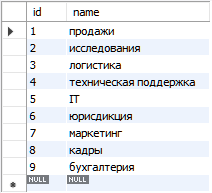 id name
1 продажи
2 исследования
3 логистика
4 техническая поддержка
5 IT
6 юрисдикция
7 маркетинг
8 кадры
9 бухгалтерия
NULL NULL